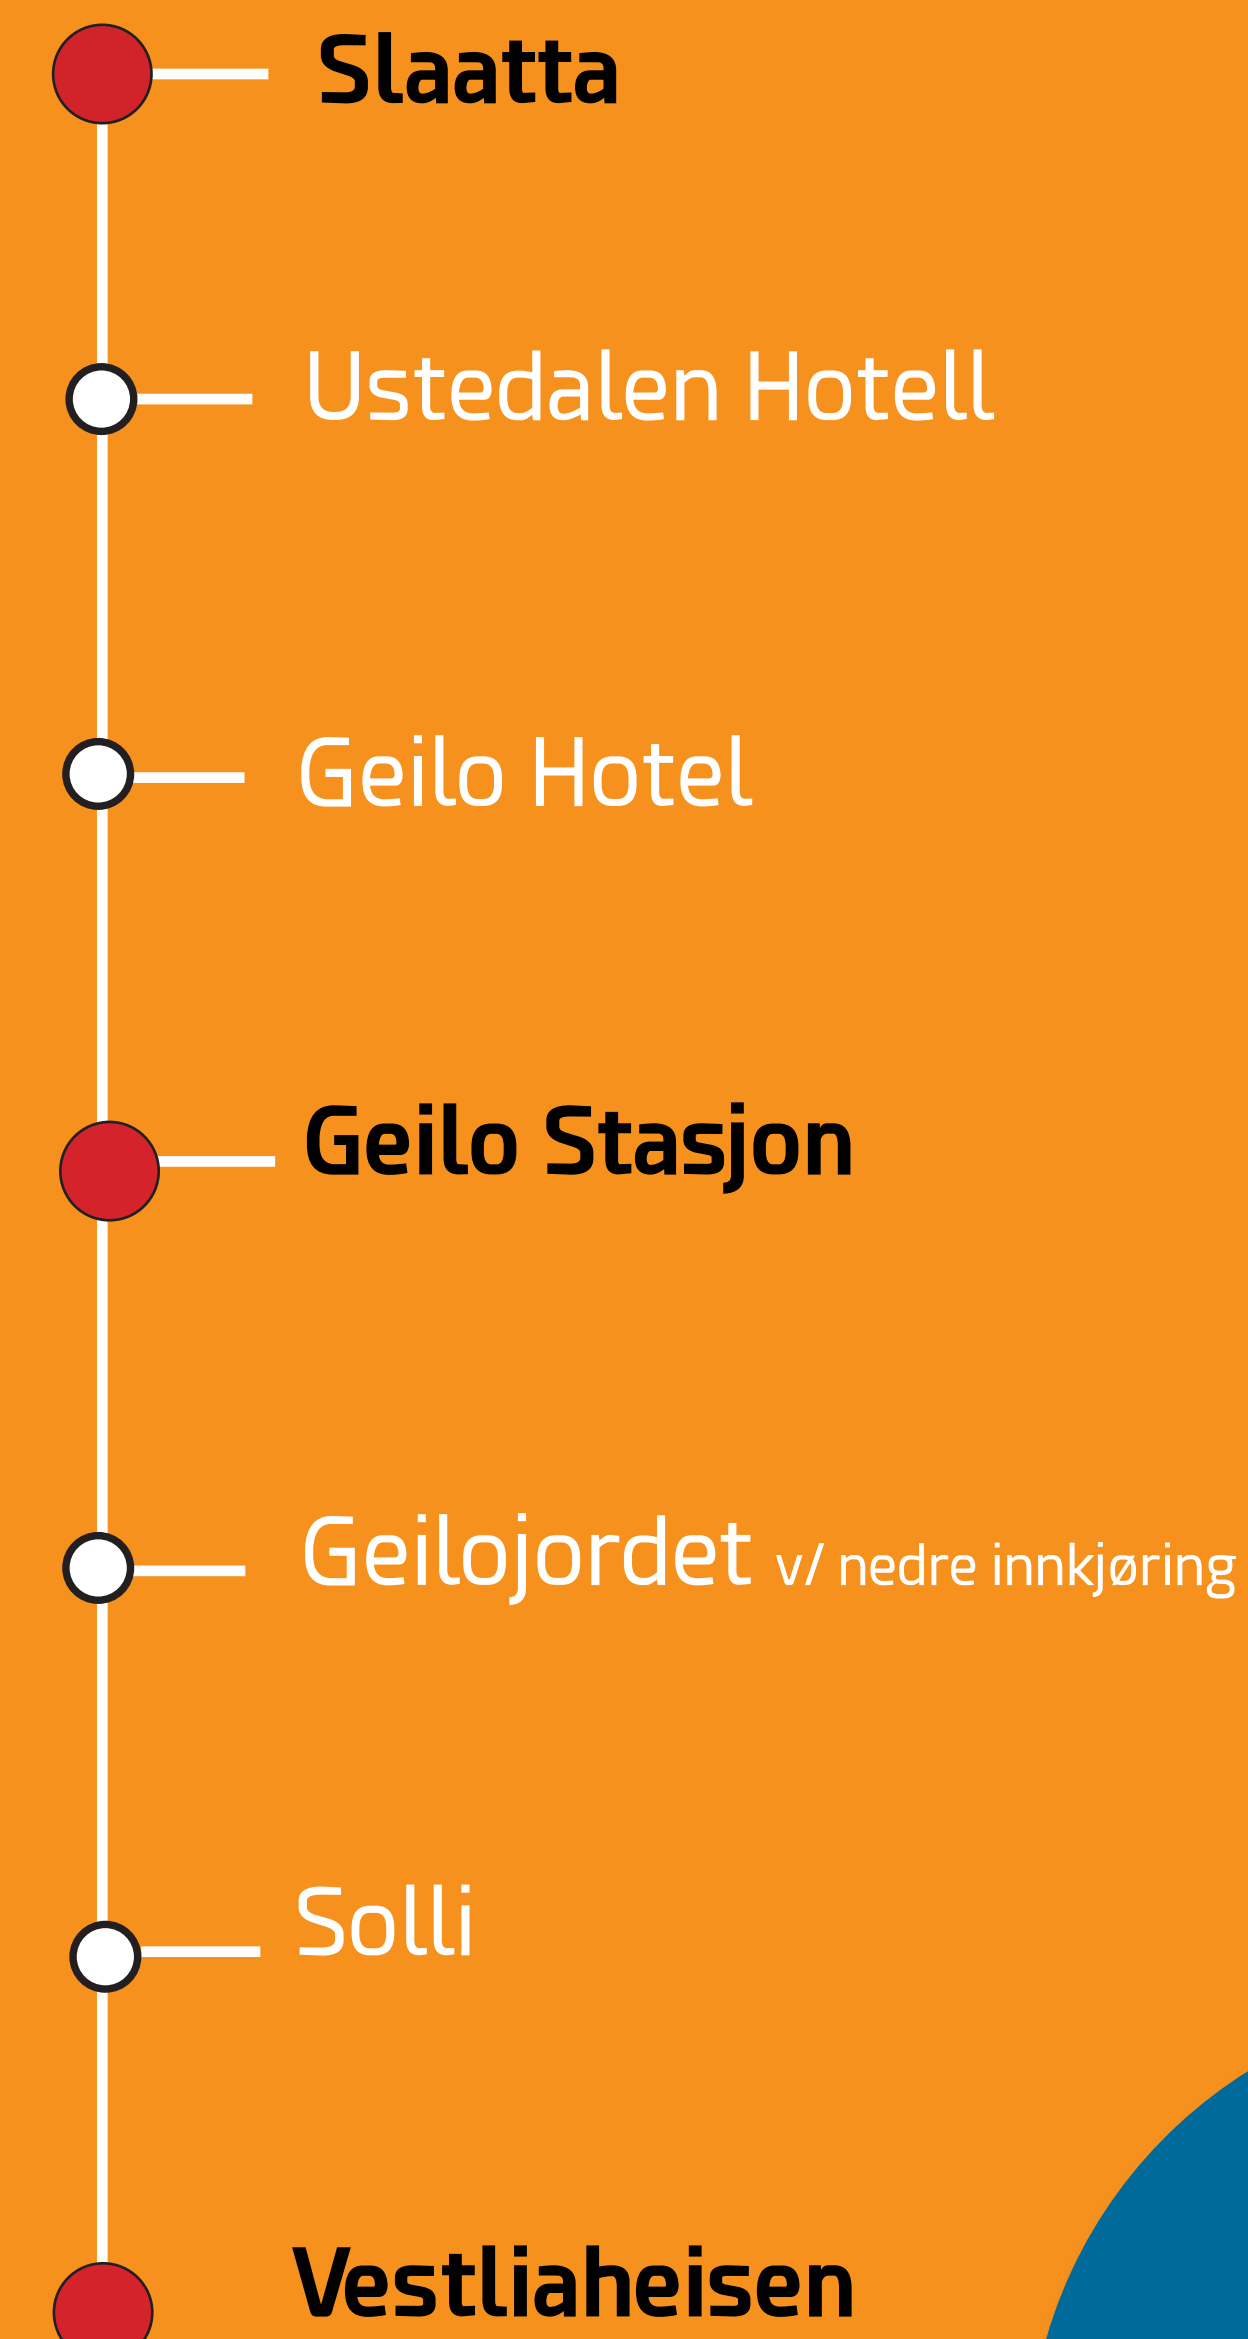 Slaatta
Ustedalen Hotell
Geilo Hotel
Geilo Stasjon
Geilojordet v/ nedre innkjøring
Solli
Vestliaheisen